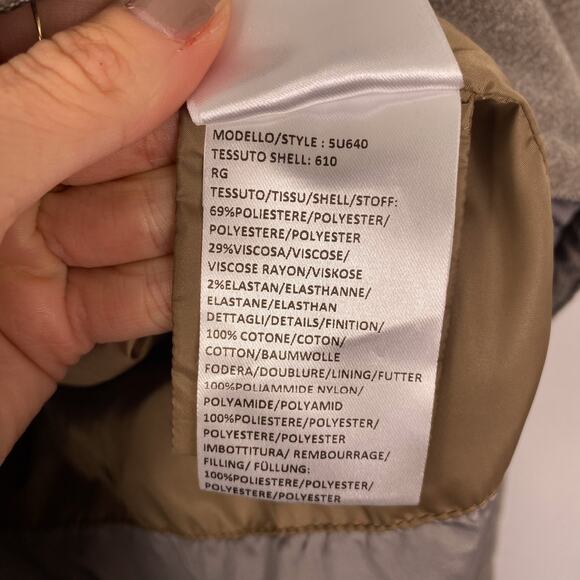 MODELLO/STYLE : 5U640
TESSUTO SHELL: 610
RG
TESSUTO/TISSU/SHELL/STOFF:
69%POLIESTERE/POLYESTER/
POLYESTERE/POLYESTER
29%VISCOSA/VISCOSE/
VISCOSE RAYON/VISKOSE
2%ELASTAN/ELASTHANNE/
ELASTANE/ELASTHAN
DETTAGLI/DETAILS/FINITION/
100% COTONE/COTON/
COTTON/BAUMWOLLE
FODERA/DOUBLURE/LINING/FUTTER
100%POLIAMMIDE NYLON/
POLYAMIDE/POLYAMID
100%POLIESTERE/POLYESTER/
POLYESTERE/POLYESTER
IMBOTTITURA/ REMBOURRAGE/
FILLING/ FÜLLUNG:
100%POLIESTERE/POLYESTER/
POLYESTERE/POLYESTER